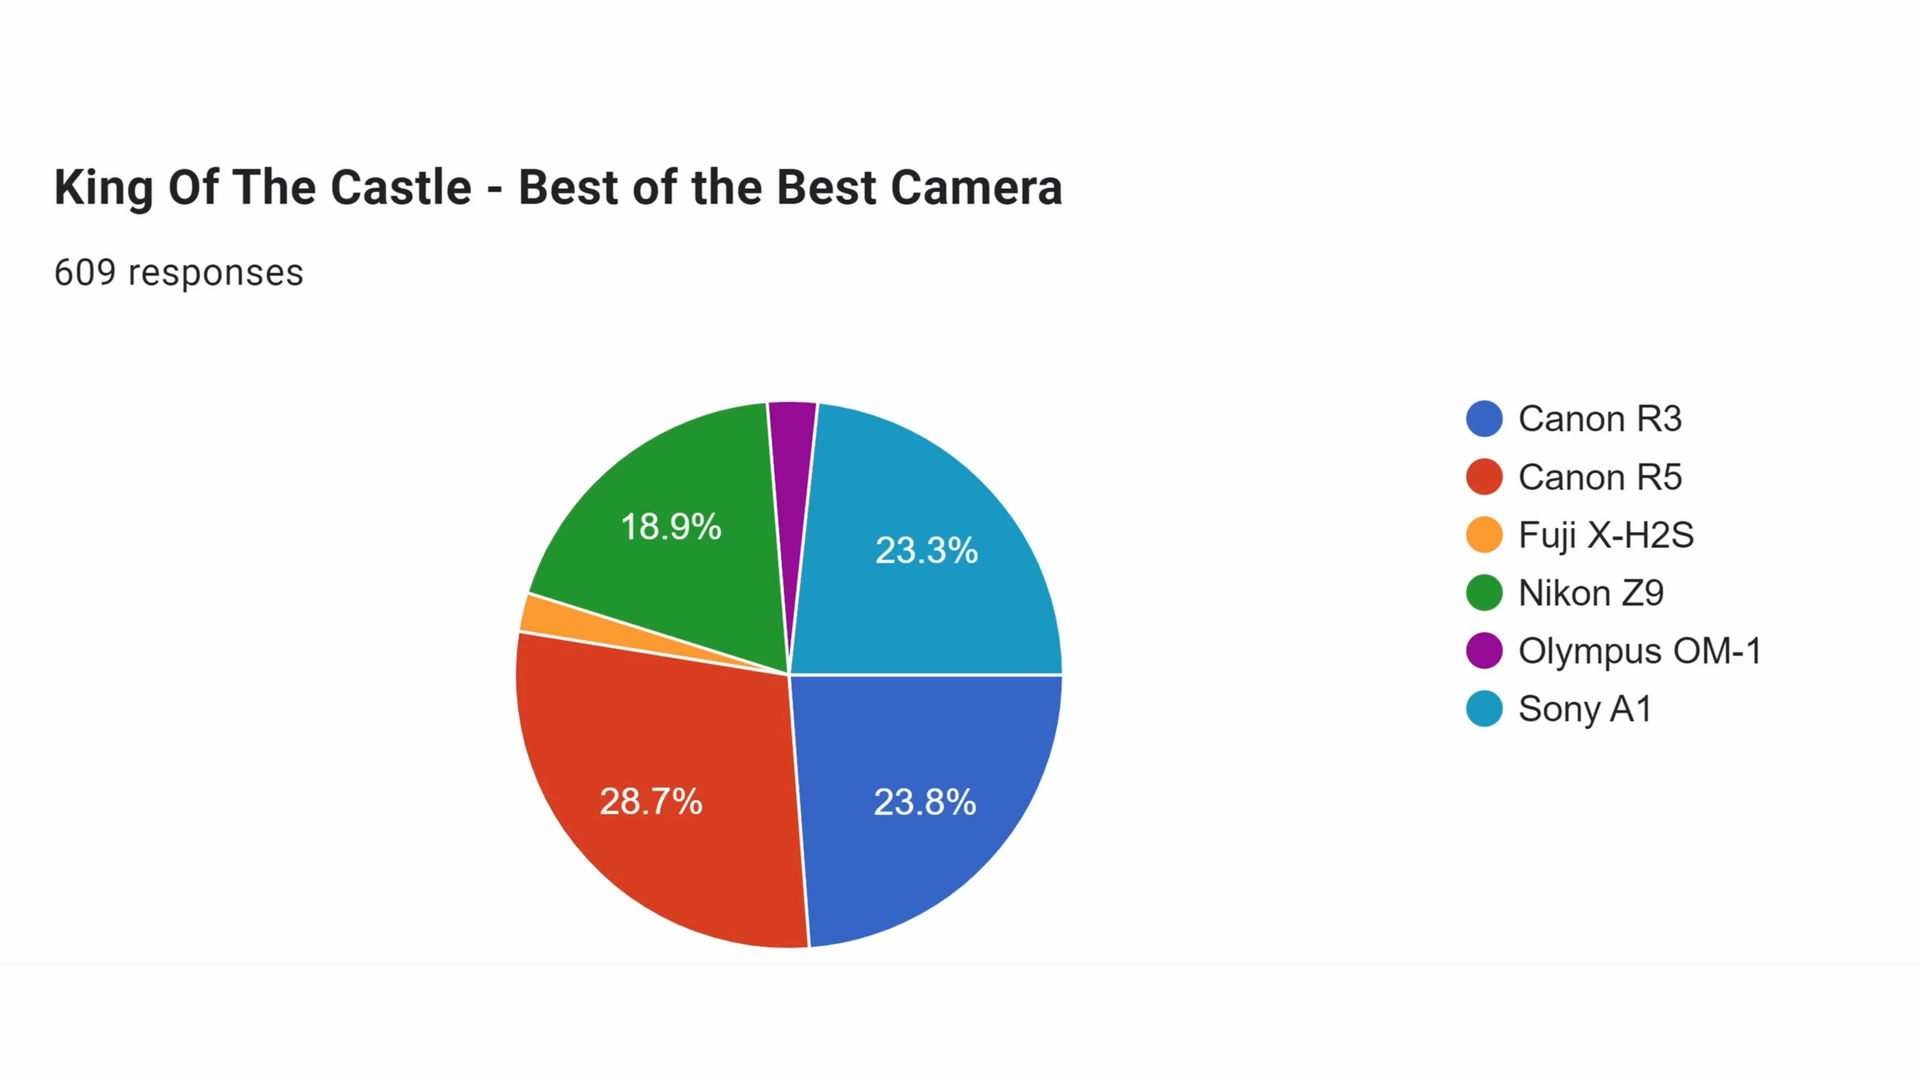 King Of The Castle - Best of the Best Camera
609 responses
18.9%
23.3%
28.7%
23.8%
Canon R3
Canon R5
Fuji X-H2S
Nikon Z9
Olympus OM-1
Sony A1